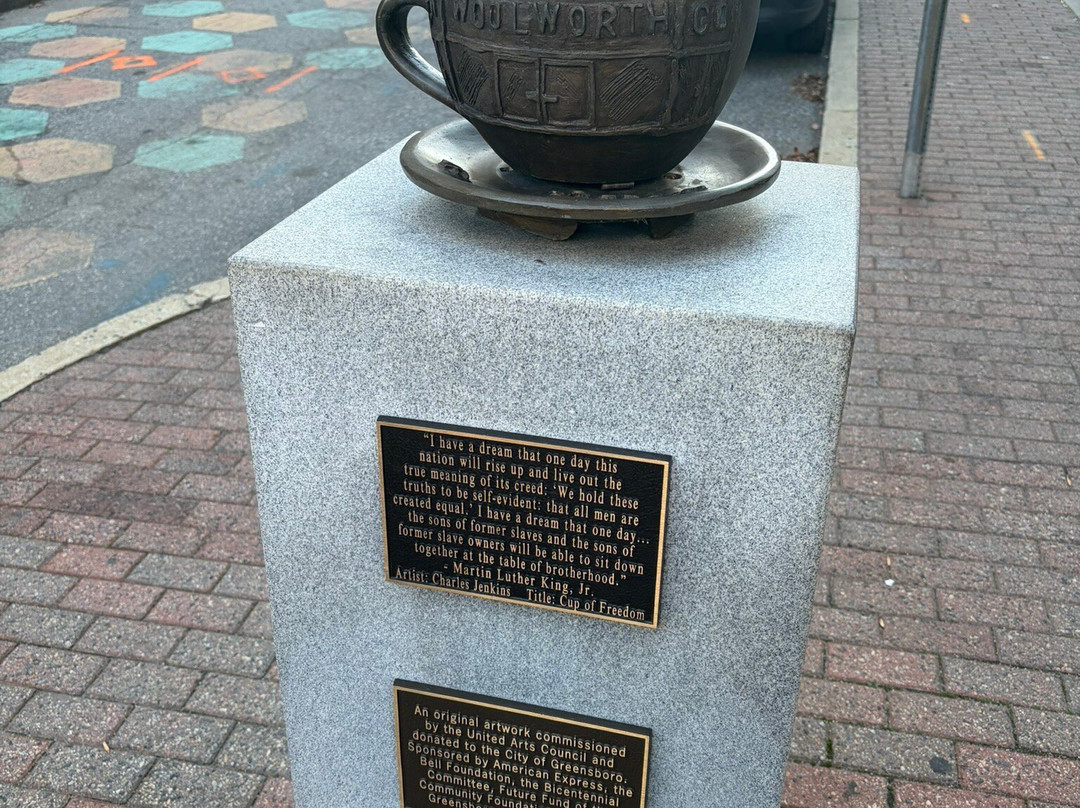 WOOLWORTH CO
“I have a dream that one day this
nation will rise up and live out the
true meaning of its creed: ‘We hold these
truths to be self-evident: that all men are
created equal.’ I have a dream that one day...
the sons of former slaves and the sons of
former slave owners will be able to sit down
together at the table of brotherhood.”
- Martin Luther King, Jr.
Artist: Charles Jenkins Title: Cup of Freedom
An original artwork commissioned
by the United Arts Council and
donated to the City of Greensboro.
Sponsored by American Express, the
Bell Foundation, the Bicentennial
Committee, Future Fund of
Community